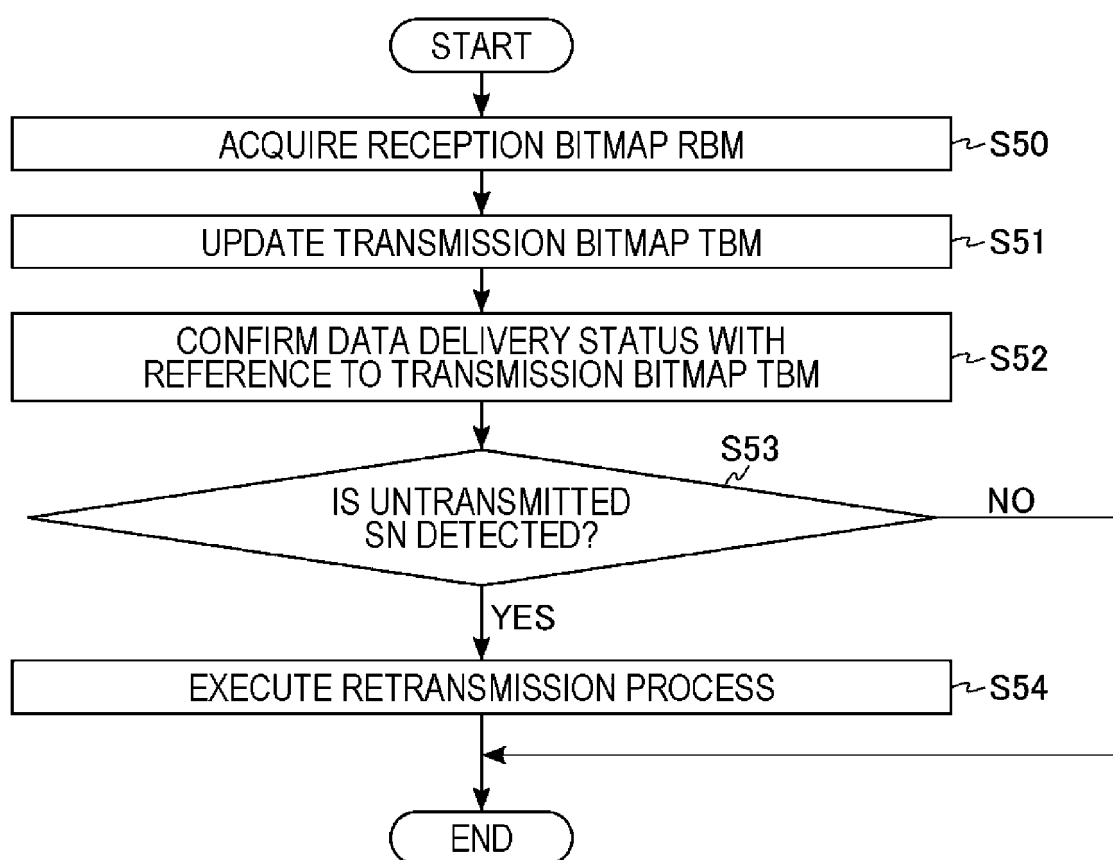 START
ACQUIRE RECEPTION BITMAP RBM
S50
UPDATE TRANSMISSION BITMAP TBM
S51
CONFIRM DATA DELIVERY STATUS WITH
REFERENCE TO TRANSMISSION BITMAP TBM
S52
S53
IS UNTRANSMITTED
SN DETECTED?
NO
YES
EXECUTE RETRANSMISSION PROCESS
S54
END